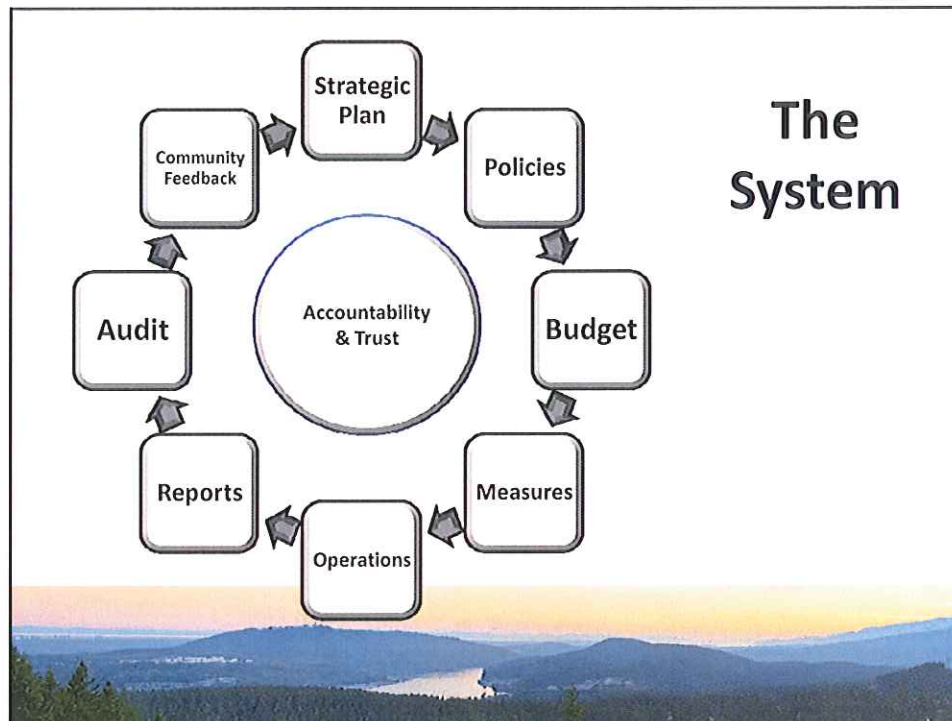 The
System
Strategic
Plan
Policies
Budget
Measures
Operations
Reports
Audit
Community
Feedback
Accountability
& Trust